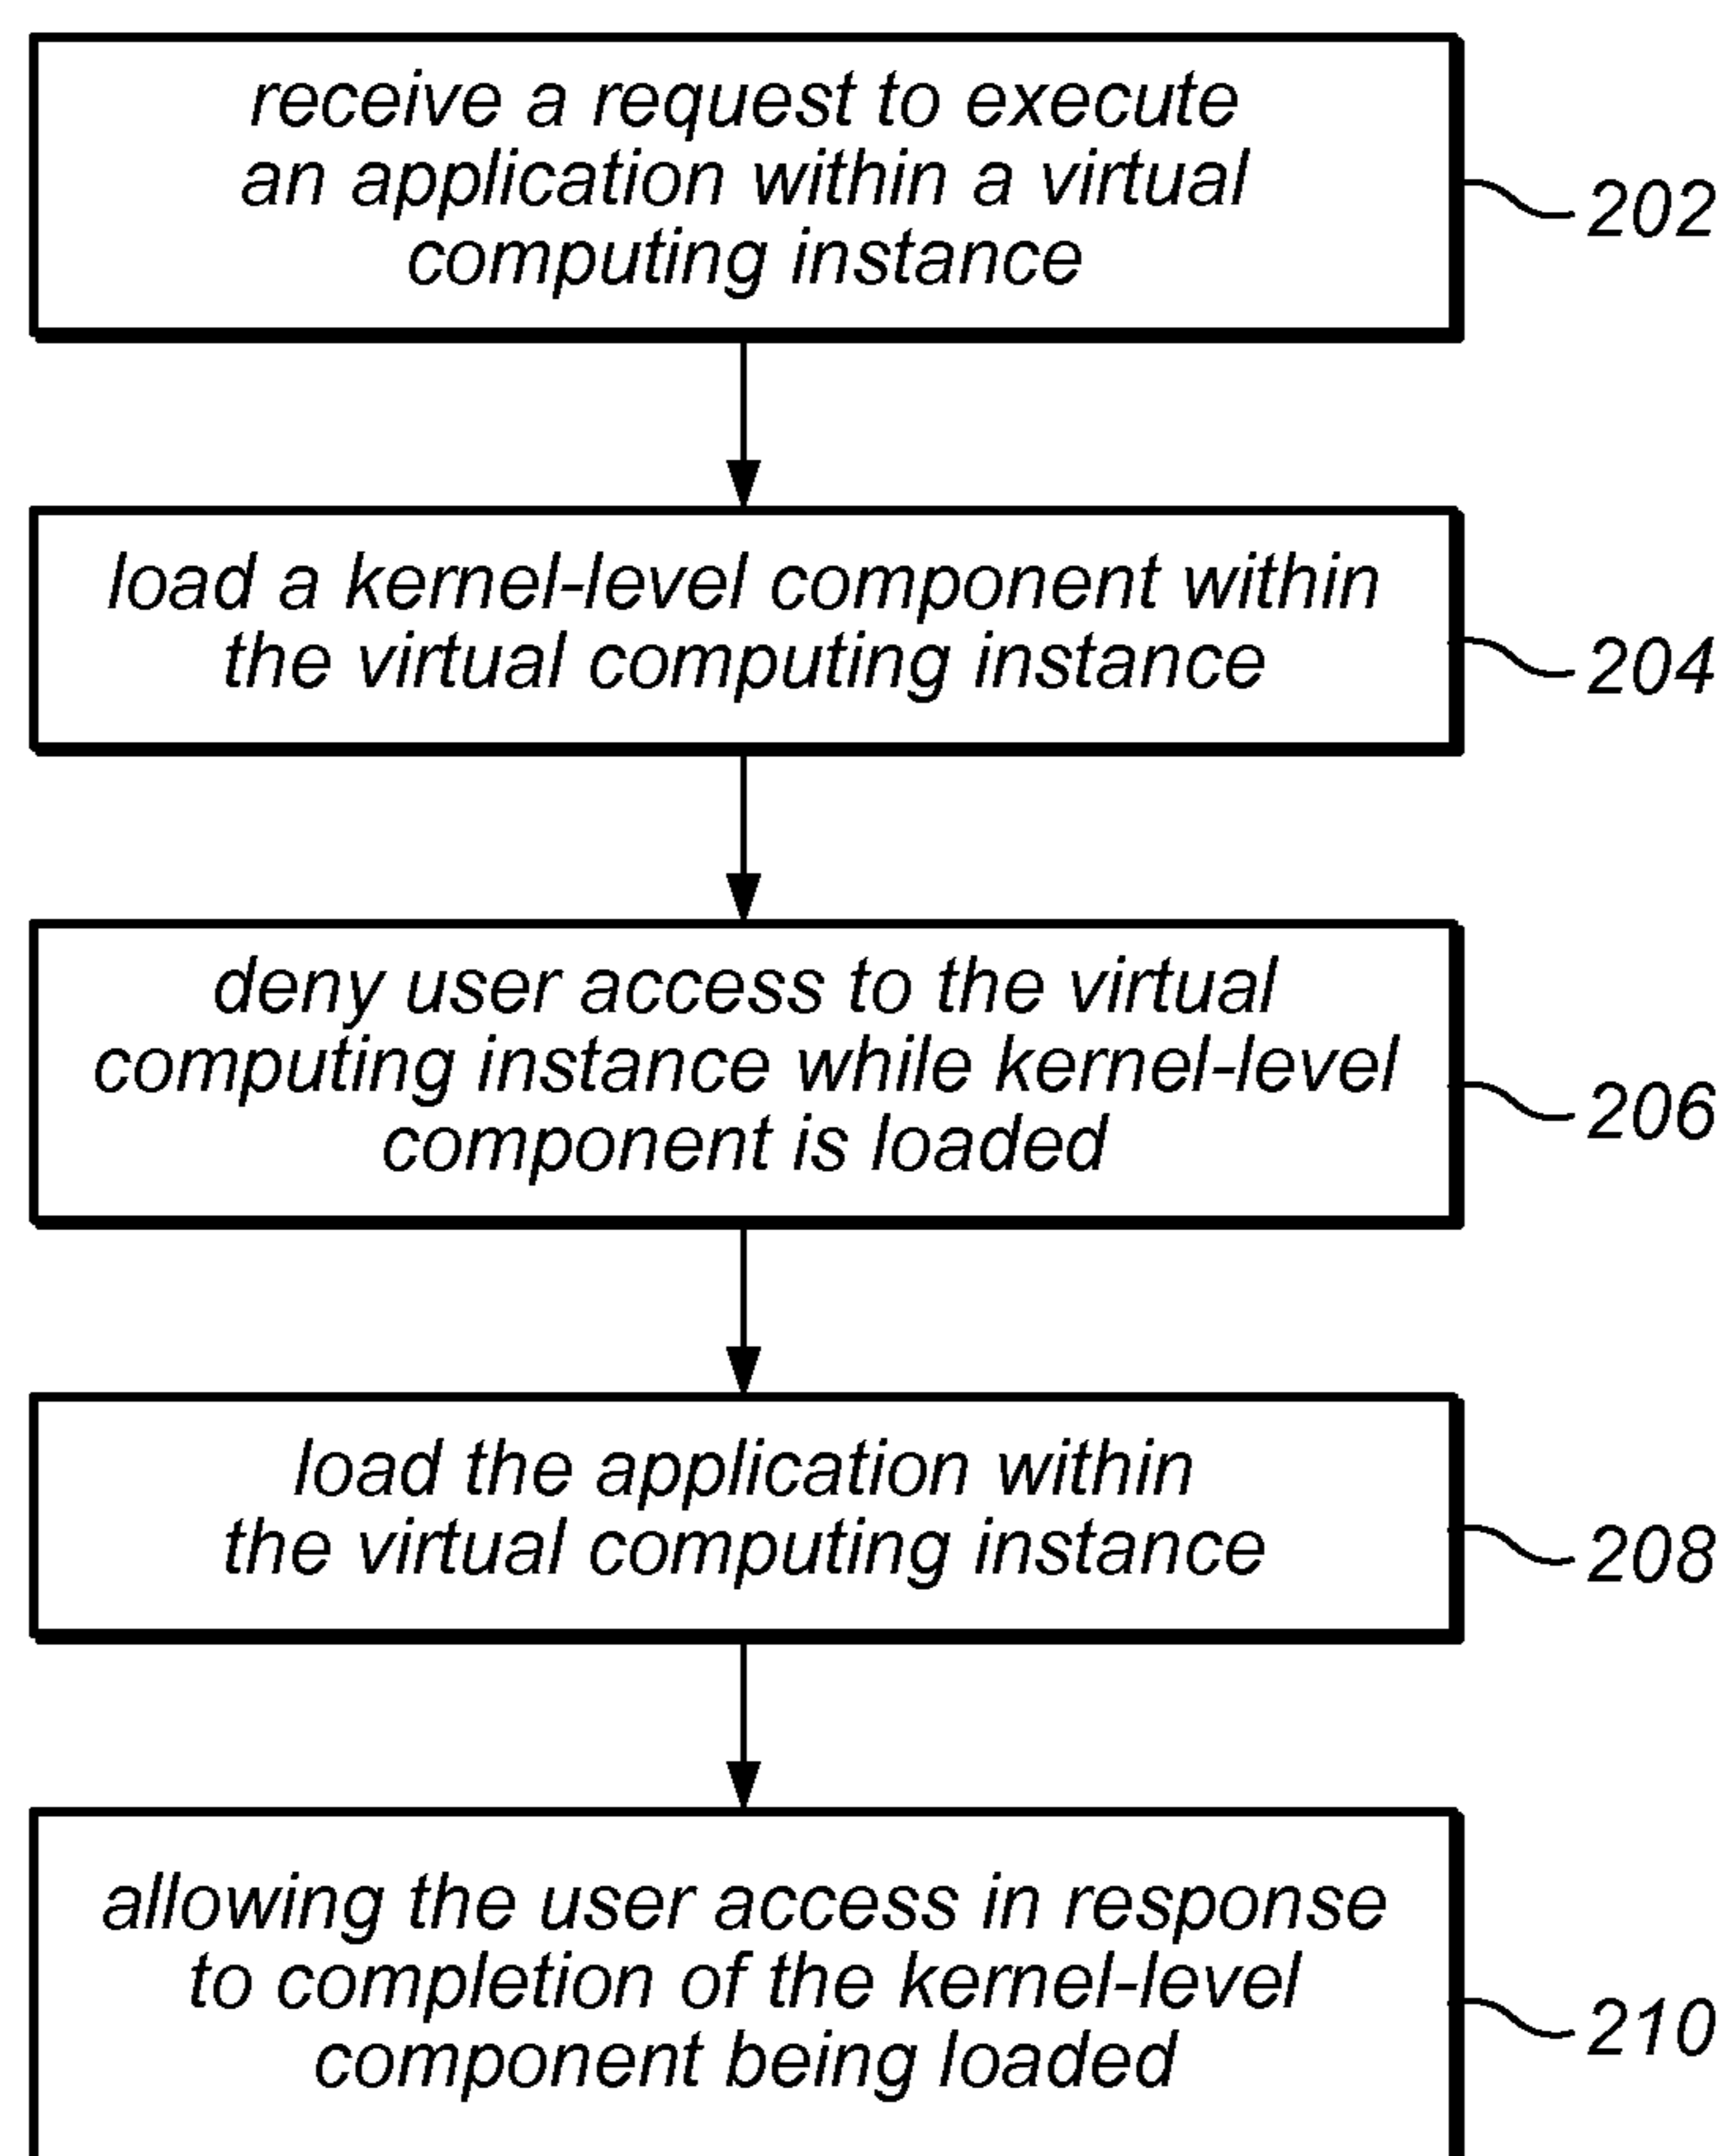 receive a request to execute
an application within a virtual
computing instance
202
load a kernel-level component within
the virtual computing instance
204
deny user access to the virtual
computing instance while kernel-level
component is loaded
206
load the application within
the virtual computing instance
208
allowing the user access in response
to completion of the kernel-level
component being loaded
210